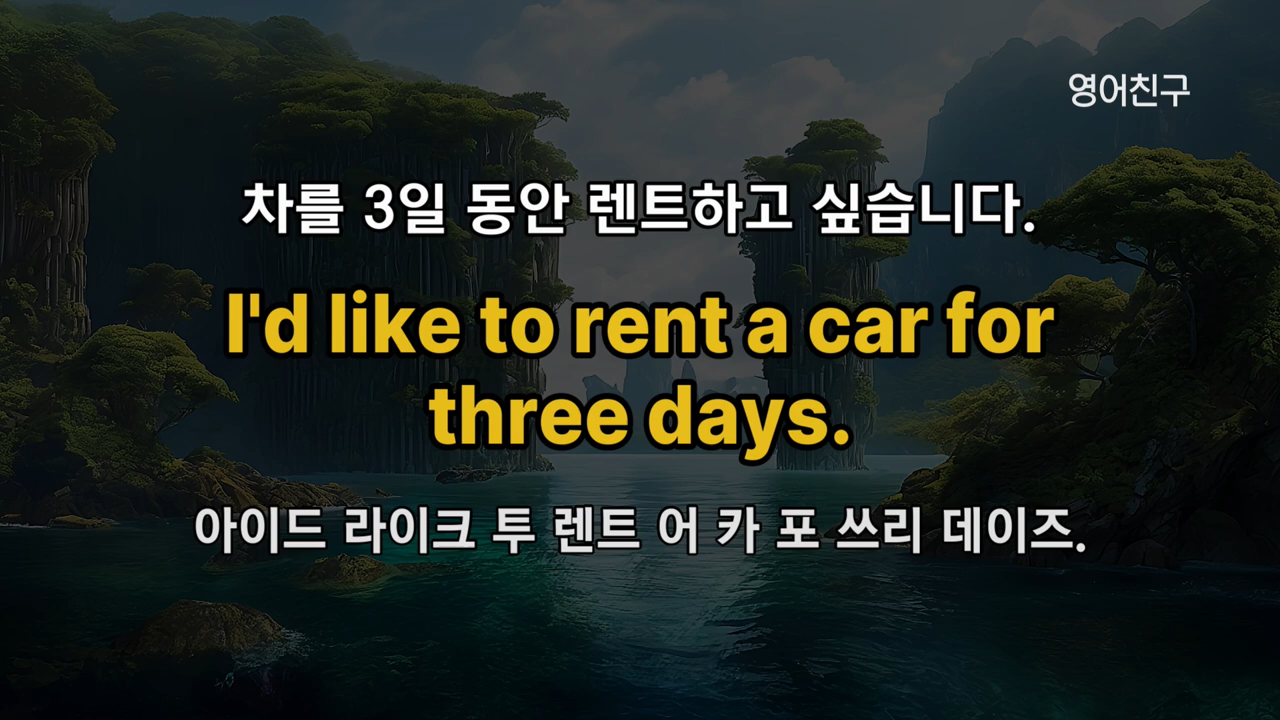 영어친구
차를 3일 동안 렌트하고 싶습니다.
I'd like to rent a car for
three days.
아이드 라이크 투 렌트 어 카 포 쓰리 데이즈.